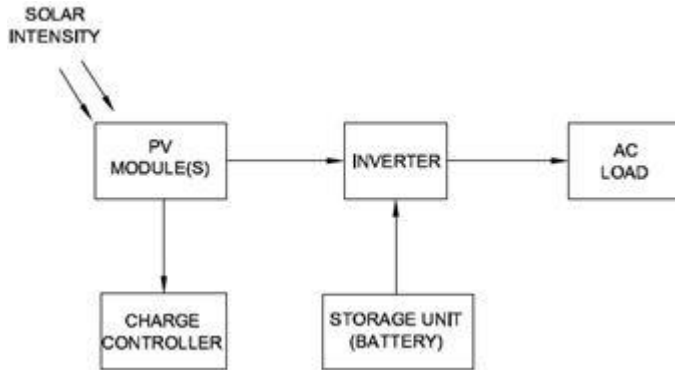 SOLAR
INTENSITY
PV
MODULE(S)
INVERTER
AC
LOAD
CHARGE
CONTROLLER
STORAGE UNIT
(BATTERY)